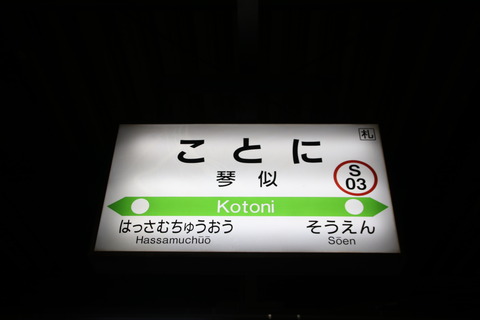 札
ことに
琴似
S
03
Kotoni
はっさむちゅうおう
Hassamuchūō
そうえん
Sōen